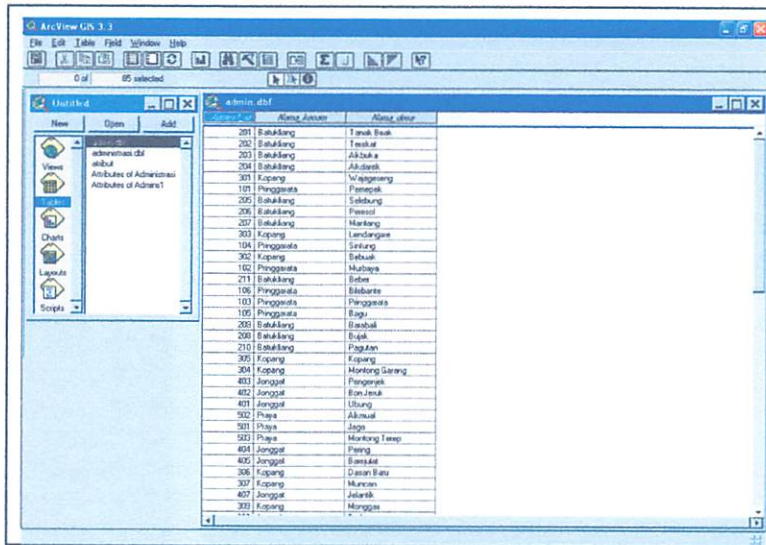 ArcView GIS 3.3
File Edit Table Field Window Help
0 of 85 selected
Untitled
New Open Add
Views
Tables
Charts
Layouts
Scripts
admin.dbf
administrasi.dbf
atribut
Attributes of Administrasi
Attributes of Admins1
admin.dbf
201 Batukliang Tanak Beak
202 Batukliang Teratak
203 Batukliang Aikbuka
204 Batukliang Aikdarek
301 Kopang Wajageseng
101 Pringgarata Pemepek
205 Batukliang Selebung
206 Batukliang Peresol
207 Batukliang Mantang
303 Kopang Lendangare
104 Pringgarata Sintung
302 Kopang Bebuak
102 Pringgarata Murbaya
211 Batukliang Beber
106 Pringgarata Bilebante
103 Pringgarata Pringgarata
105 Pringgarata Bagu
209 Batukliang Barabali
208 Batukliang Bujak
210 Batukliang Pagutan
305 Kopang Kopang
304 Kopang Montong Garang
403 Jonggat Pengenjek
402 Jonggat Bon Jeruk
401 Jonggat Ubung
502 Praya Aikmual
501 Praya Jago
503 Praya Montong Terep
404 Jonggat Pering
405 Jonggat Barejulat
306 Kopang Dasan Baru
307 Kopang Muncan
407 Jonggat Jelantik
309 Kopang Monggas